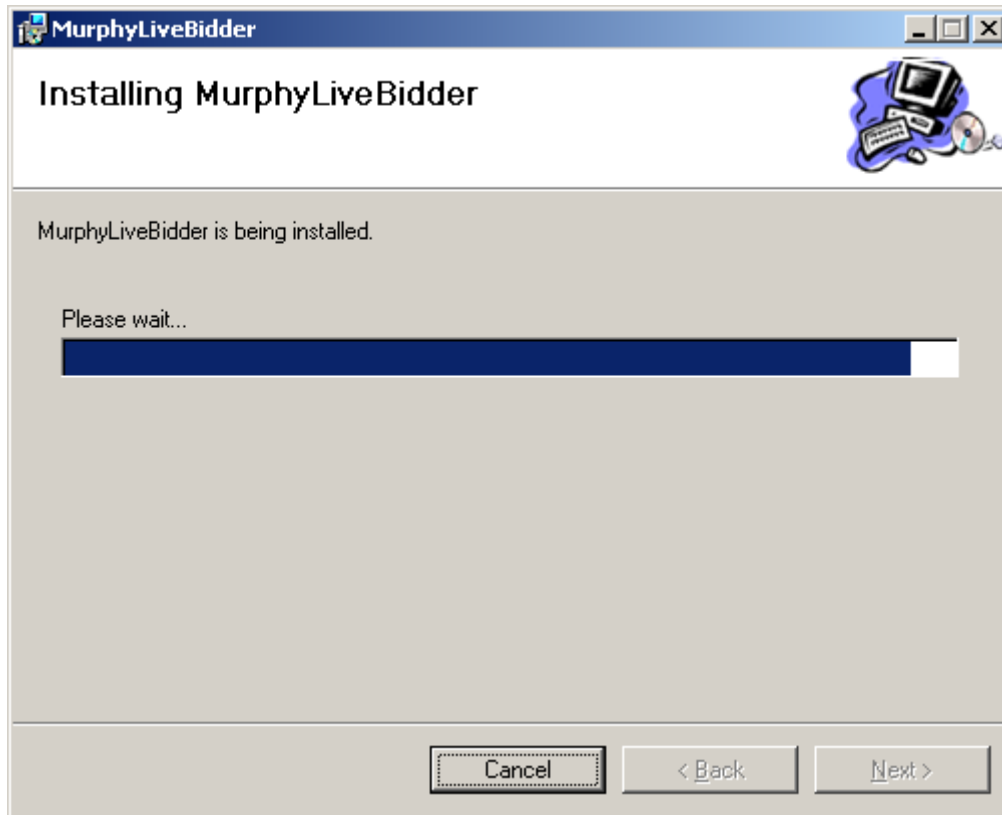 MurphyLiveBidder
Installing MurphyLiveBidder
MurphyLiveBidder is being installed.
Please wait...
Cancel
< Back
Next >